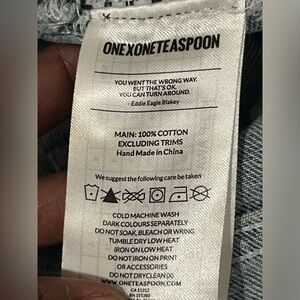 ONEXONETEASPOON
YOU WENT THE WRONG WAY.
BUT THAT'S OK.
YOU CAN TURN AROUND.
- Eddie Eagle Blakey
MAIN: 100% COTTON
EXCLUDING TRIMS
Hand Made in China
We suggest the following care be taken
COLD MACHINE WASH
DARK COLOURS SEPARATELY
DO NOT SOAK, BLEACH OR WRING
TUMBLE DRY LOW HEAT
IRON ON LOW HEAT
DO NOT IRON ON PRINT
OR ACCESSORIES
DO NOT DRYCLEAN (X)
WWW.ONETEASPOON.COM